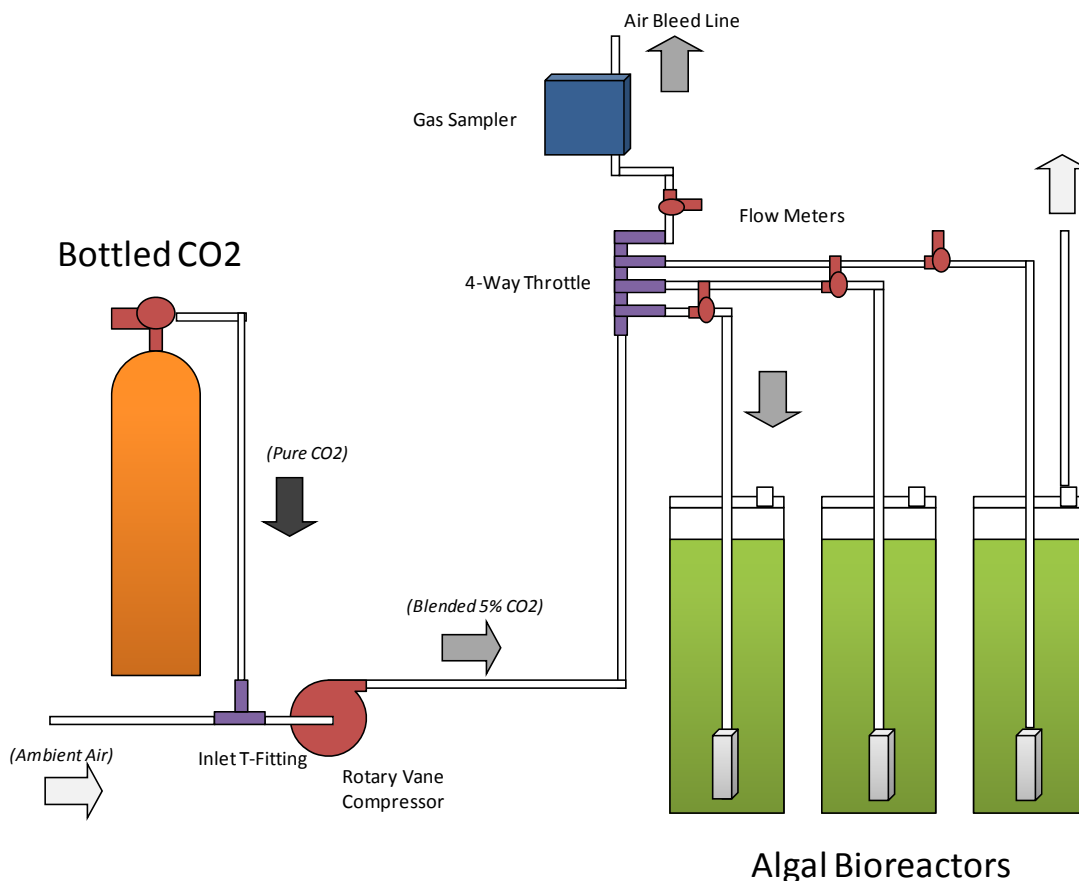 Air Bleed Line
Gas Sampler
Flow Meters
Bottled CO2
4-Way Throttle
(Pure CO2)
(Blended 5% CO2)
(Ambient Air)
Inlet T-Fitting
Rotary Vane
Compressor
Algal Bioreactors